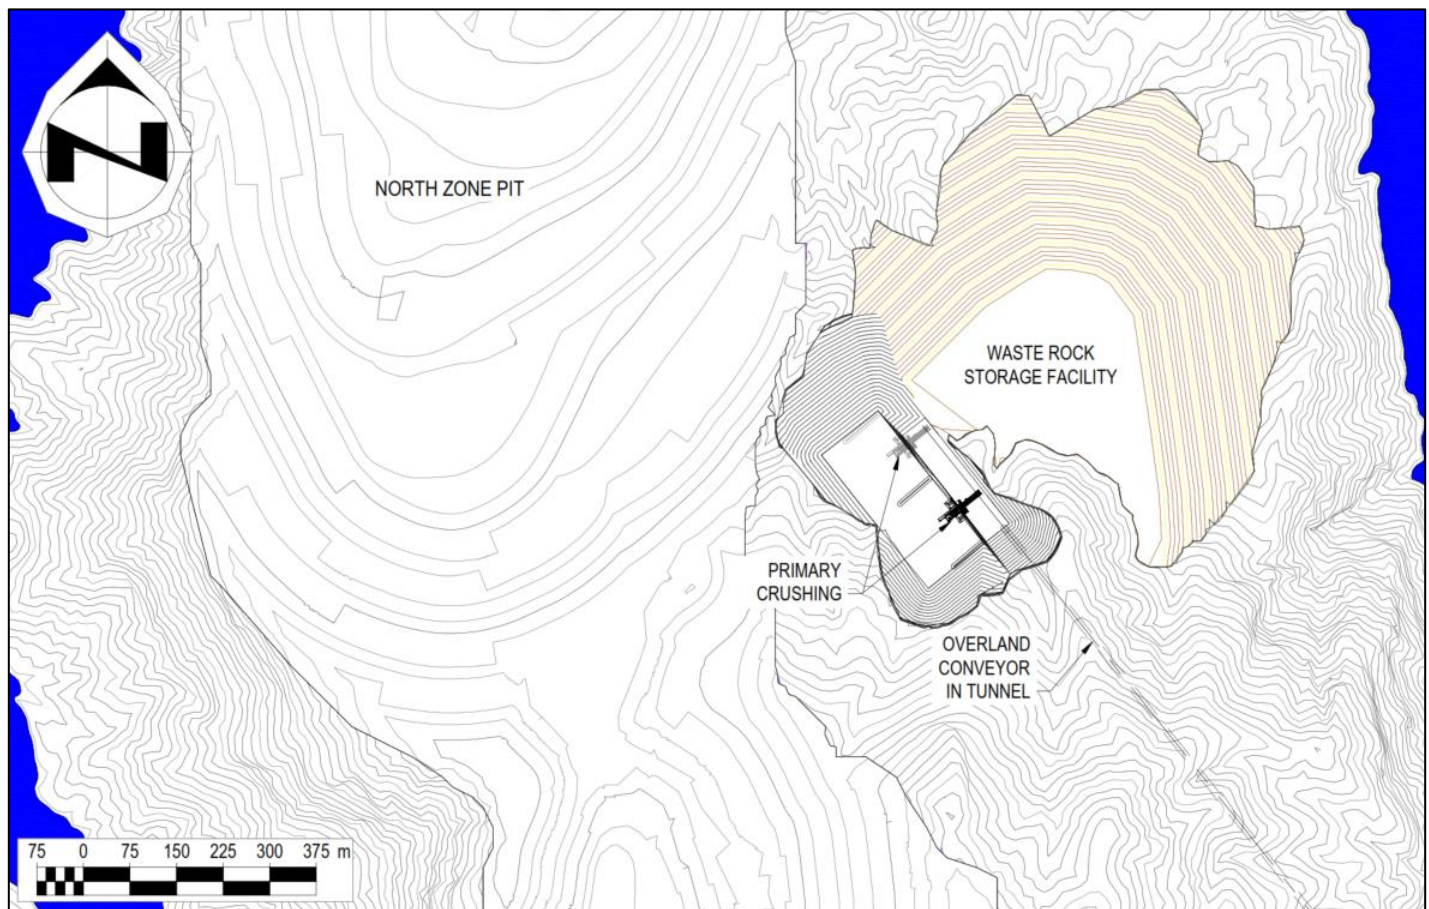 N
NORTH ZONE PIT
WASTE ROCK
STORAGE FACILITY
PRIMARY
CRUSHING
OVERLAND
CONVEYOR
IN TUNNEL
75 0 75 150 225 300 375 m